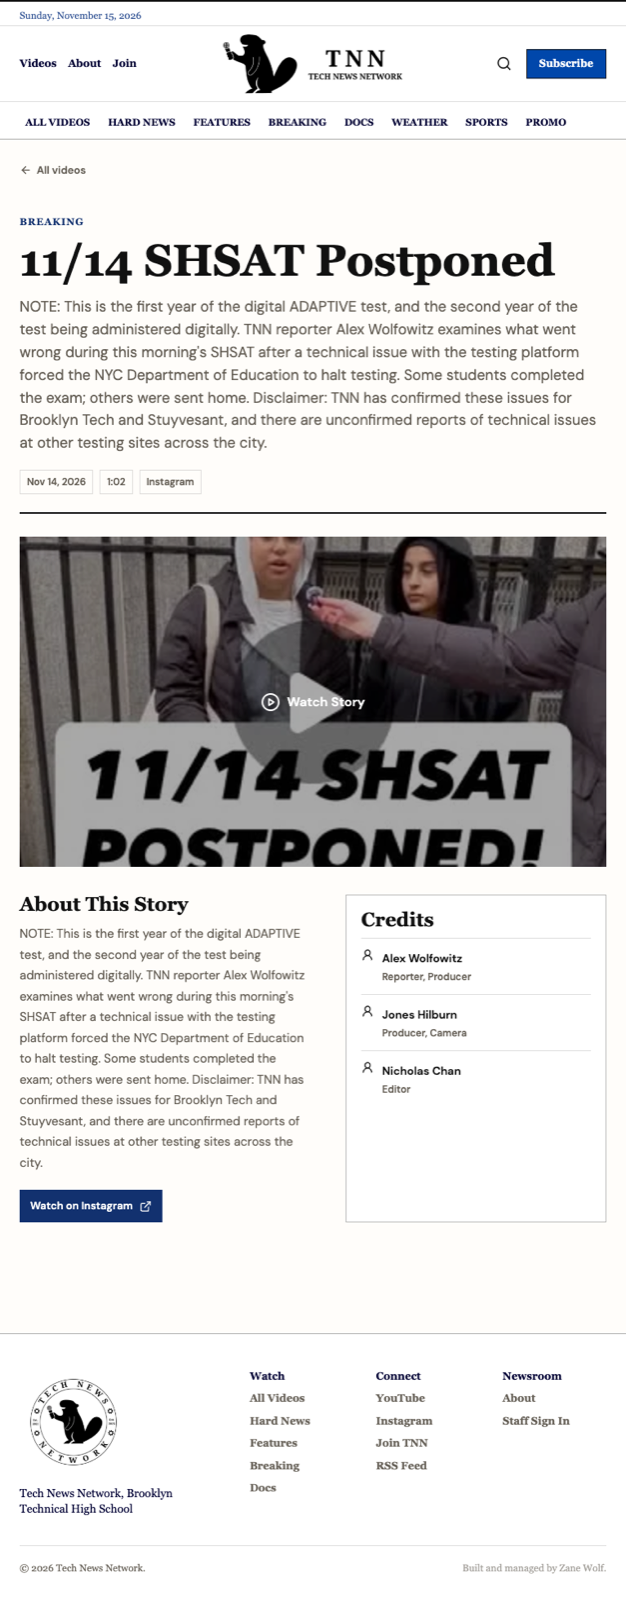 Sunday, November 15, 2026
Videos About Join
TNN
TECH NEWS NETWORK
Subscribe
ALL VIDEOS HARD NEWS FEATURES BREAKING DOCS WEATHER SPORTS PROMO
← All videos
BREAKING
11/14 SHSAT Postponed
NOTE: This is the first year of the digital ADAPTIVE test, and the second year of the
test being administered digitally. TNN reporter Alex Wolfowitz examines what went
wrong during this morning's SHSAT after a technical issue with the testing platform
forced the NYC Department of Education to halt testing. Some students completed
the exam; others were sent home. Disclaimer: TNN has confirmed these issues for
Brooklyn Tech and Stuyvesant, and there are unconfirmed reports of technical issues
at other testing sites across the city.
Nov 14, 2026 1:02 Instagram
Watch Story
11/14 SHSAT
POSTPONED!
About This Story
NOTE: This is the first year of the digital ADAPTIVE
test, and the second year of the test being
administered digitally. TNN reporter Alex Wolfowitz
examines what went wrong during this morning's
SHSAT after a technical issue with the testing
platform forced the NYC Department of Education
to halt testing. Some students completed the
exam; others were sent home. Disclaimer: TNN has
confirmed these issues for Brooklyn Tech and
Stuyvesant, and there are unconfirmed reports of
technical issues at other testing sites across the
city.
Watch on Instagram
Credits
Alex Wolfowitz
Reporter, Producer
Jones Hilburn
Producer, Camera
Nicholas Chan
Editor
TECH NEWS
NETWORK
Tech News Network, Brooklyn
Technical High School
Watch
All Videos
Hard News
Features
Breaking
Docs
Connect
YouTube
Instagram
Join TNN
RSS Feed
Newsroom
About
Staff Sign In
© 2026 Tech News Network.
Built and managed by Zane Wolf.